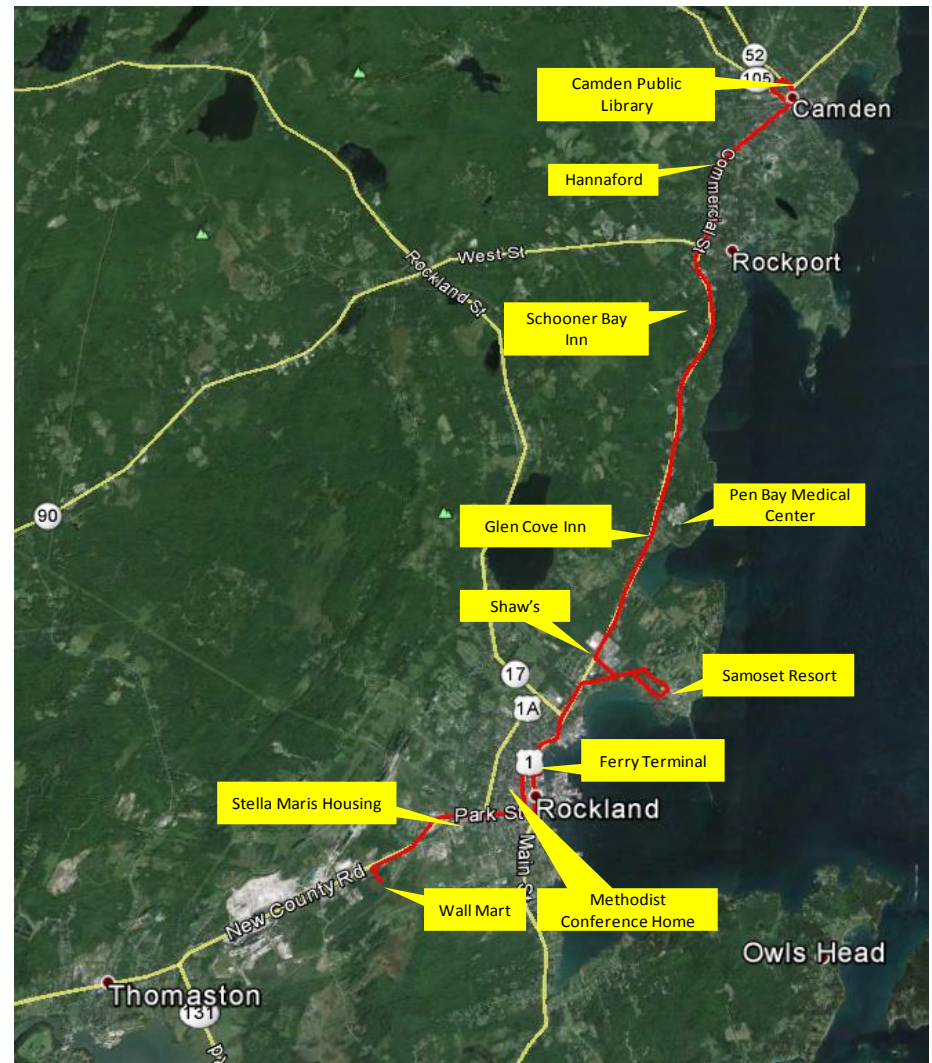 52
105
Camden Public
Library
Camden
Hannaford
Commercial St
Rockport
West St
Rockland St
Schooner Bay
Inn
90
Pen Bay Medical
Center
Glen Cove Inn
Shaw's
17
Samoset Resort
1A
1
Ferry Terminal
Stella Maris Housing
Rockland
Park St
Main St
New County Rd
Wall Mart
Methodist
Conference Home
Owls Head
Thomaston
131